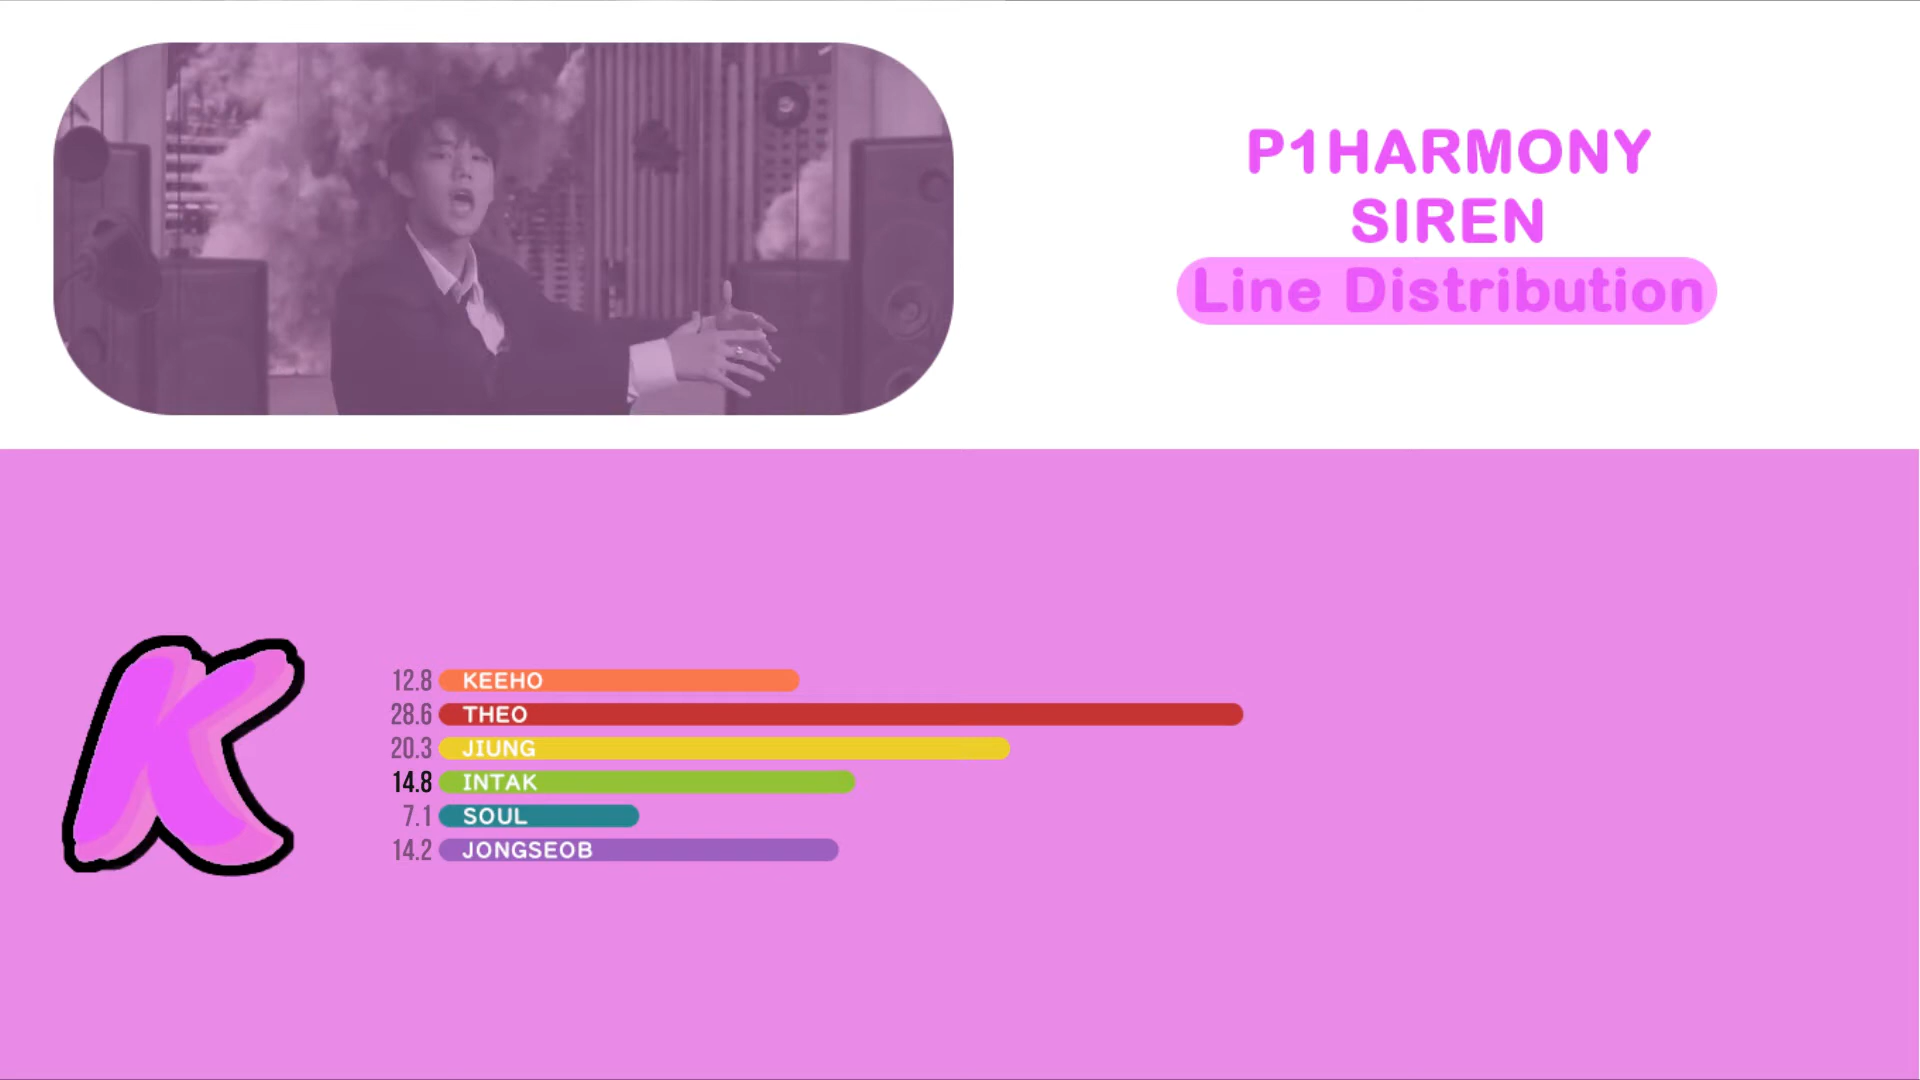 P1HARMONY
SIREN
Line Distribution
K
12.8 KEEHO
28.6 THEO
20.3 JIUNG
14.8 INTAK
7.1 SOUL
14.2 JONGSEOB